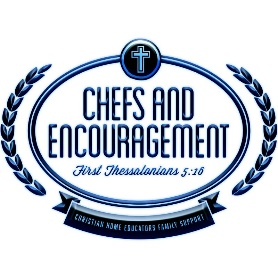 CHEFS AND
ENCOURAGEMENT
First Thessalonians 5:16
CHRISTIAN HOME EDUCATORS FAMILY SUPPORT